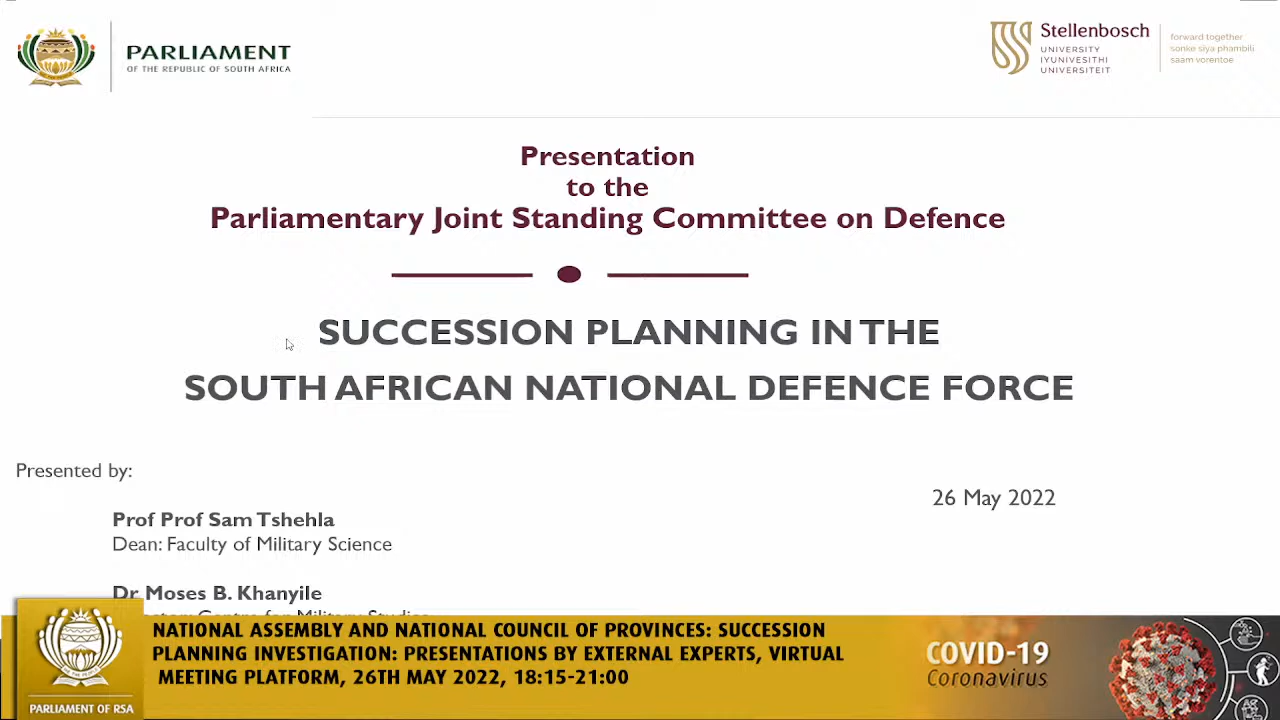 PARLIAMENT
OF THE REPUBLIC OF SOUTH AFRICA
Stellenbosch
UNIVERSITY
IYUNIVESITHI
UNIVERSITEIT
forward together
sonke siya phambili
saam vorentoe
Presentation
to the
Parliamentary Joint Standing Committee on Defence
SUCCESSION PLANNING IN THE
SOUTH AFRICAN NATIONAL DEFENCE FORCE
Presented by:
26 May 2022
Prof Prof Sam Tshehla
Dean: Faculty of Military Science
Dr Moses B. Khanyile
Centre for Military Studies
NATIONAL ASSEMBLY AND NATIONAL COUNCIL OF PROVINCES: SUCCESSION
PLANNING INVESTIGATION: PRESENTATIONS BY EXTERNAL EXPERTS, VIRTUAL
MEETING PLATFORM, 26TH MAY 2022, 18:15-21:00
PARLIAMENT OF RSA
COVID-19
Coronavirus